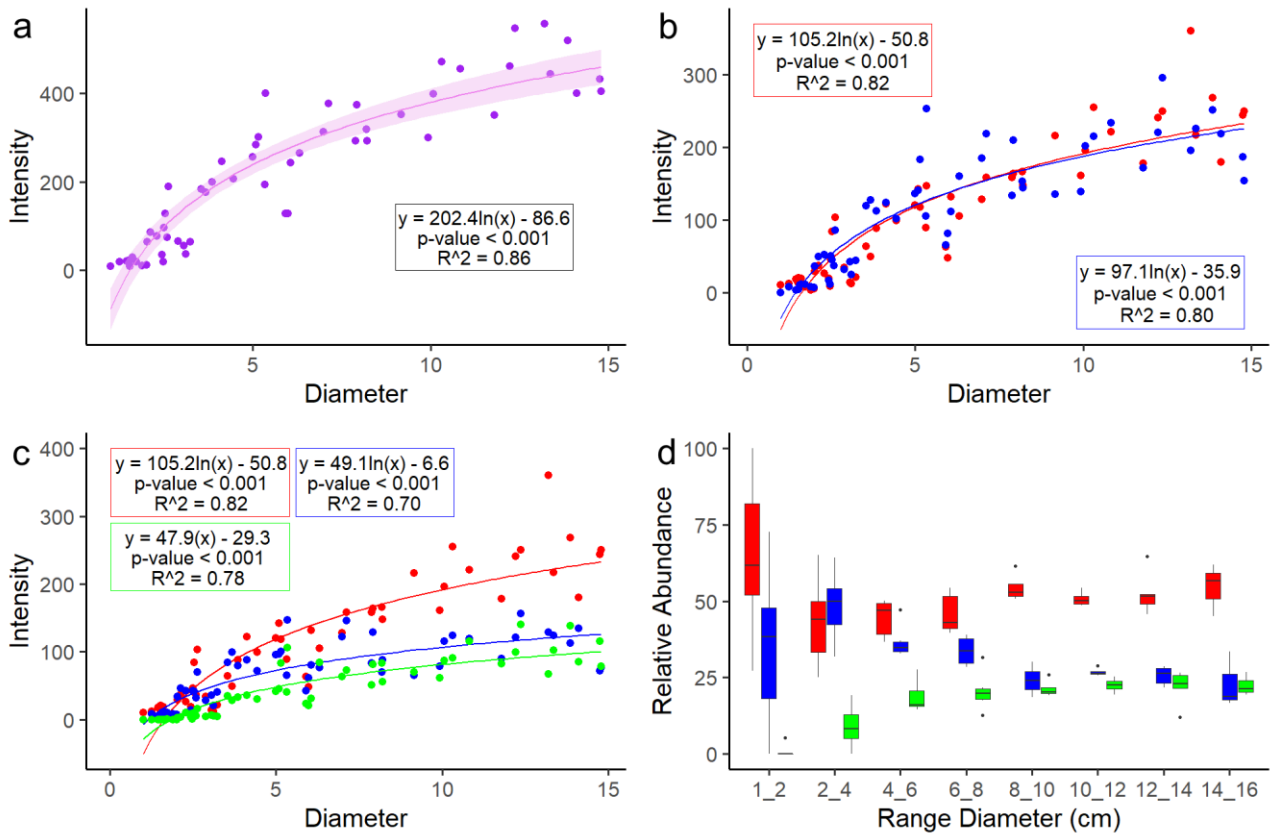 a
Intensity
400
200
0
y = 202.4ln(x) - 86.6
p-value < 0.001
R^2 = 0.86
5
10
15
Diameter
b
Intensity
400
300
200
100
0
y = 105.2ln(x) - 50.8
p-value < 0.001
R^2 = 0.82
y = 97.1ln(x) - 35.9
p-value < 0.001
R^2 = 0.80
0
5
10
15
Diameter
c
Intensity
400
300
200
100
0
y = 105.2ln(x) - 50.8
p-value < 0.001
R^2 = 0.82
y = 49.1ln(x) - 6.6
p-value < 0.001
R^2 = 0.70
y = 47.9(x) - 29.3
p-value < 0.001
R^2 = 0.78
0
5
10
15
Diameter
d
Relative Abundance
100
75
50
25
0
1_2
2_4
4_6
6_8
8_10
10_12
12_14
14_16
Range Diameter (cm)